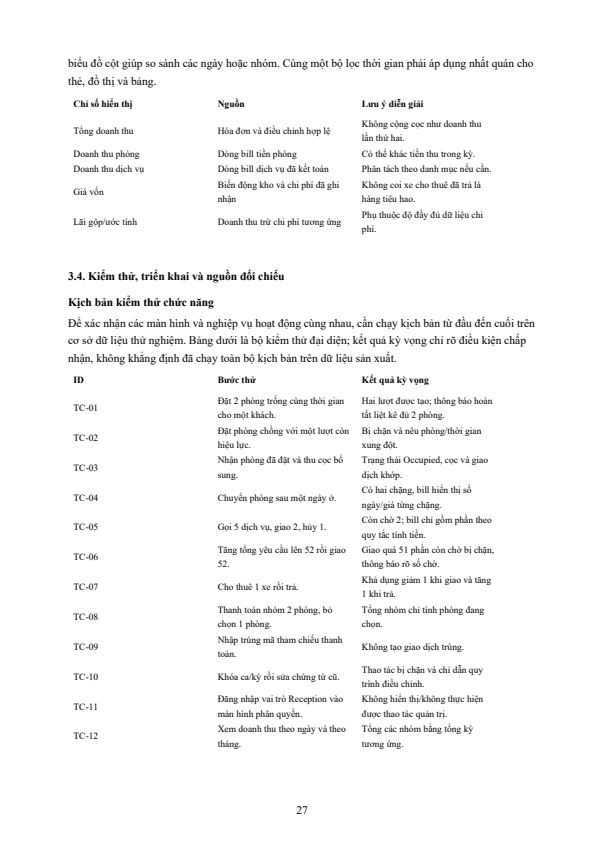 biểu đồ cột giúp so sánh các ngày hoặc nhóm. Cùng một bộ lọc thời gian phải áp dụng nhất quán cho
thẻ, đồ thị và bảng.
Chỉ số hiển thị Nguồn Lưu ý diễn giải
Tổng doanh thu Hóa đơn và điều chỉnh hợp lệ Không cộng cọc như doanh thu
lần thứ hai.
Doanh thu phòng Dòng bill tiền phòng Có thể khác tiền thu trong kỳ.
Doanh thu dịch vụ Dòng bill dịch vụ đã kết toán Phân tách theo danh mục nếu cần.
Giá vốn Biến động kho và chi phí đã ghi
nhận Không coi xe cho thuê đã trả là
hàng tiêu hao.
Lãi gộp/ước tính Doanh thu trừ chi phí tương ứng Phụ thuộc độ đầy đủ dữ liệu chi
phí.
3.4. Kiểm thử, triển khai và nguồn đối chiếu
Kịch bản kiểm thử chức năng
Để xác nhận các màn hình và nghiệp vụ hoạt động cùng nhau, cần chạy kịch bản từ đầu đến cuối trên
cơ sở dữ liệu thử nghiệm. Bảng dưới là bộ kiểm thử đại diện; kết quả kỳ vọng chỉ rõ điều kiện chấp
nhận, không khẳng định đã chạy toàn bộ kịch bản trên dữ liệu sản xuất.
ID Bước thử Kết quả kỳ vọng
TC-01 Đặt 2 phòng trống cùng thời gian
cho một khách. Hai lượt được tạo; thông báo hoàn
tất liệt kê đủ 2 phòng.
TC-02 Đặt phòng chồng với một lượt còn
hiệu lực. Bị chặn và nêu phòng/thời gian
xung đột.
TC-03 Nhận phòng đã đặt và thu cọc bổ
sung. Trạng thái Occupied, cọc và giao
dịch khớp.
TC-04 Chuyển phòng sau một ngày ở. Có hai chặng, bill hiển thị số
ngày/giá từng chặng.
TC-05 Gọi 5 dịch vụ, giao 2, hủy 1. Còn chờ 2; bill chỉ gồm phần theo
quy tắc tính tiền.
TC-06 Tăng tổng yêu cầu lên 52 rồi giao
52. Giao quá 51 phần còn chờ bị chặn,
thông báo rõ số chờ.
TC-07 Cho thuê 1 xe rồi trả. Khả dụng giảm 1 khi giao và tăng
1 khi trả.
TC-08 Thanh toán nhóm 2 phòng, bỏ
chọn 1 phòng. Tổng nhóm chỉ tính phòng đang
chọn.
TC-09 Nhập trùng mã tham chiếu thanh
toán. Không tạo giao dịch trùng.
TC-10 Khóa ca/kỳ rồi sửa chứng từ cũ. Thao tác bị chặn và chỉ dẫn quy
trình điều chỉnh.
TC-11 Đăng nhập vai trò Reception vào
màn hình phân quyền. Không hiển thị/không thực hiện
được thao tác quản trị.
TC-12 Xem doanh thu theo ngày và theo
tháng. Tổng các nhóm bằng tổng kỳ
tương ứng.
27